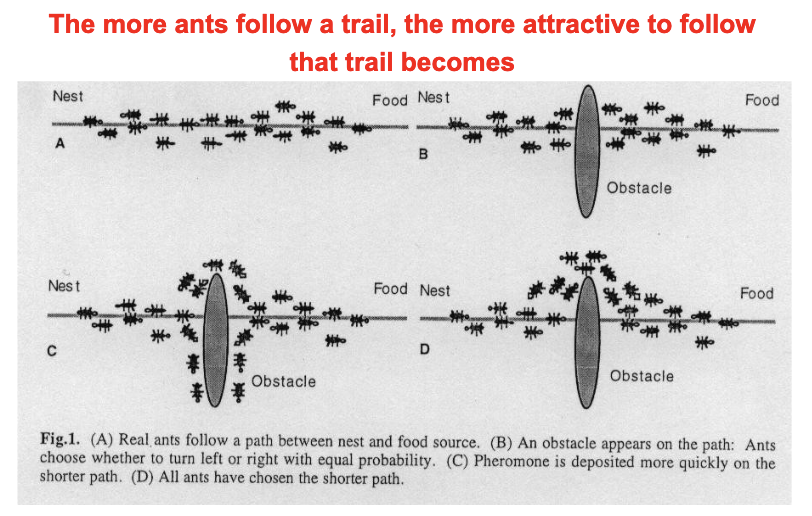 The more ants follow a trail, the more attractive to follow
that trail becomes
Nest
Food
A
Nest
Food
B
Obstacle
Nest
Food
C
Obstacle
Nest
Food
D
Obstacle
Fig.1. (A) Real ants follow a path between nest and food source. (B) An obstacle appears on the path: Ants
choose whether to turn left or right with equal probability. (C) Pheromone is deposited more quickly on the
shorter path. (D) All ants have chosen the shorter path.